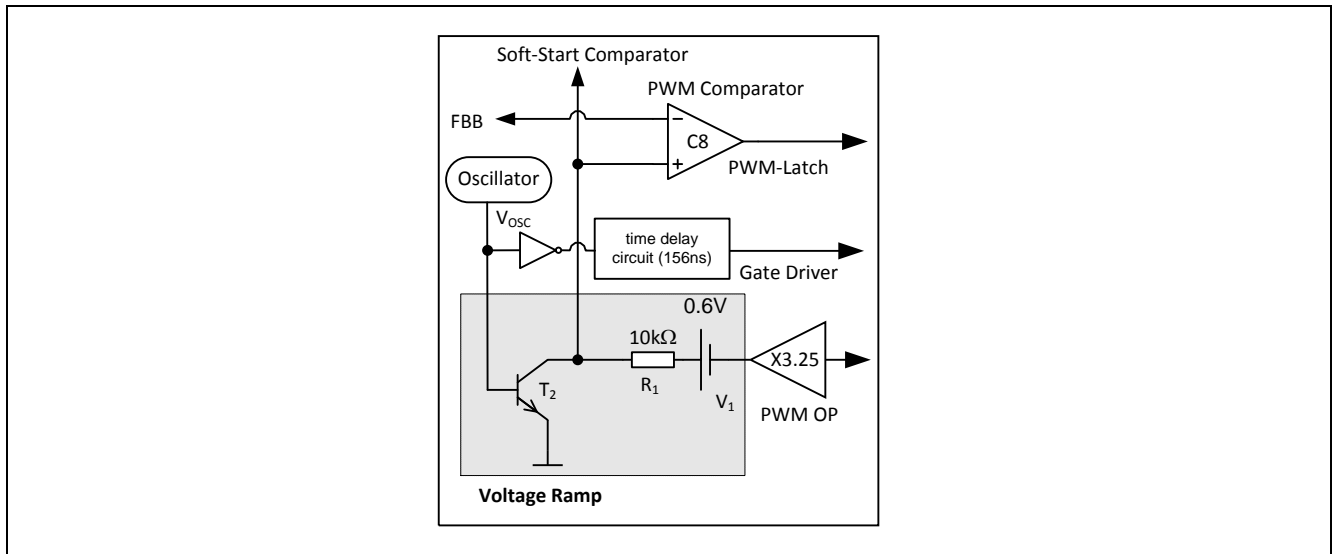 Soft-Start Comparator
PWM Comparator
FBB
−
C8
+
PWM-Latch
Oscillator
VOSC
time delay
circuit (156ns)
Gate Driver
0.6V
10kΩ
X3.25
T2
R1
V1
PWM OP
Voltage Ramp